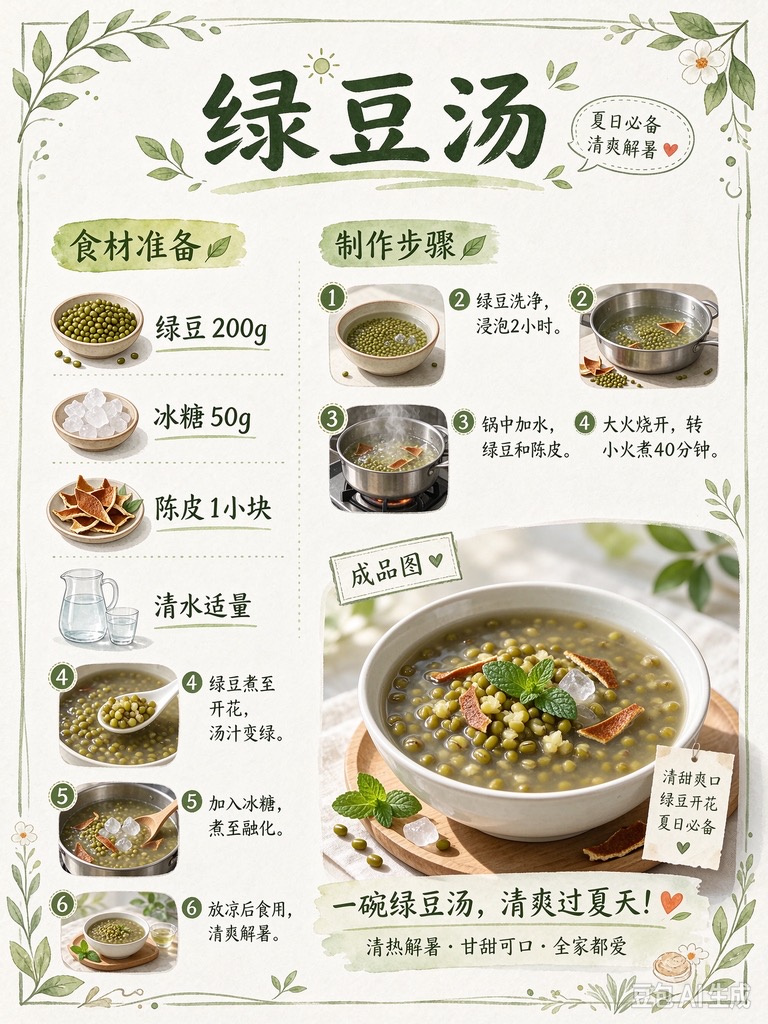 绿豆汤
夏日必备
清爽解暑
食材准备
绿豆 200g
冰糖 50g
陈皮 1小块
清水适量
制作步骤
1
2 绿豆洗净，
浸泡2小时。
2
3
3 锅中加水，
绿豆和陈皮。
4 大火烧开，转
小火煮40分钟。
4
4 绿豆煮至
开花，
汤汁变绿。
5
5 加入冰糖，
煮至融化。
6
6 放凉后食用，
清爽解暑。
成品图
清甜爽口
绿豆开花
夏日必备
一碗绿豆汤，清爽过夏天！
清热解暑·甘甜可口·全家都爱
豆包 AI生成